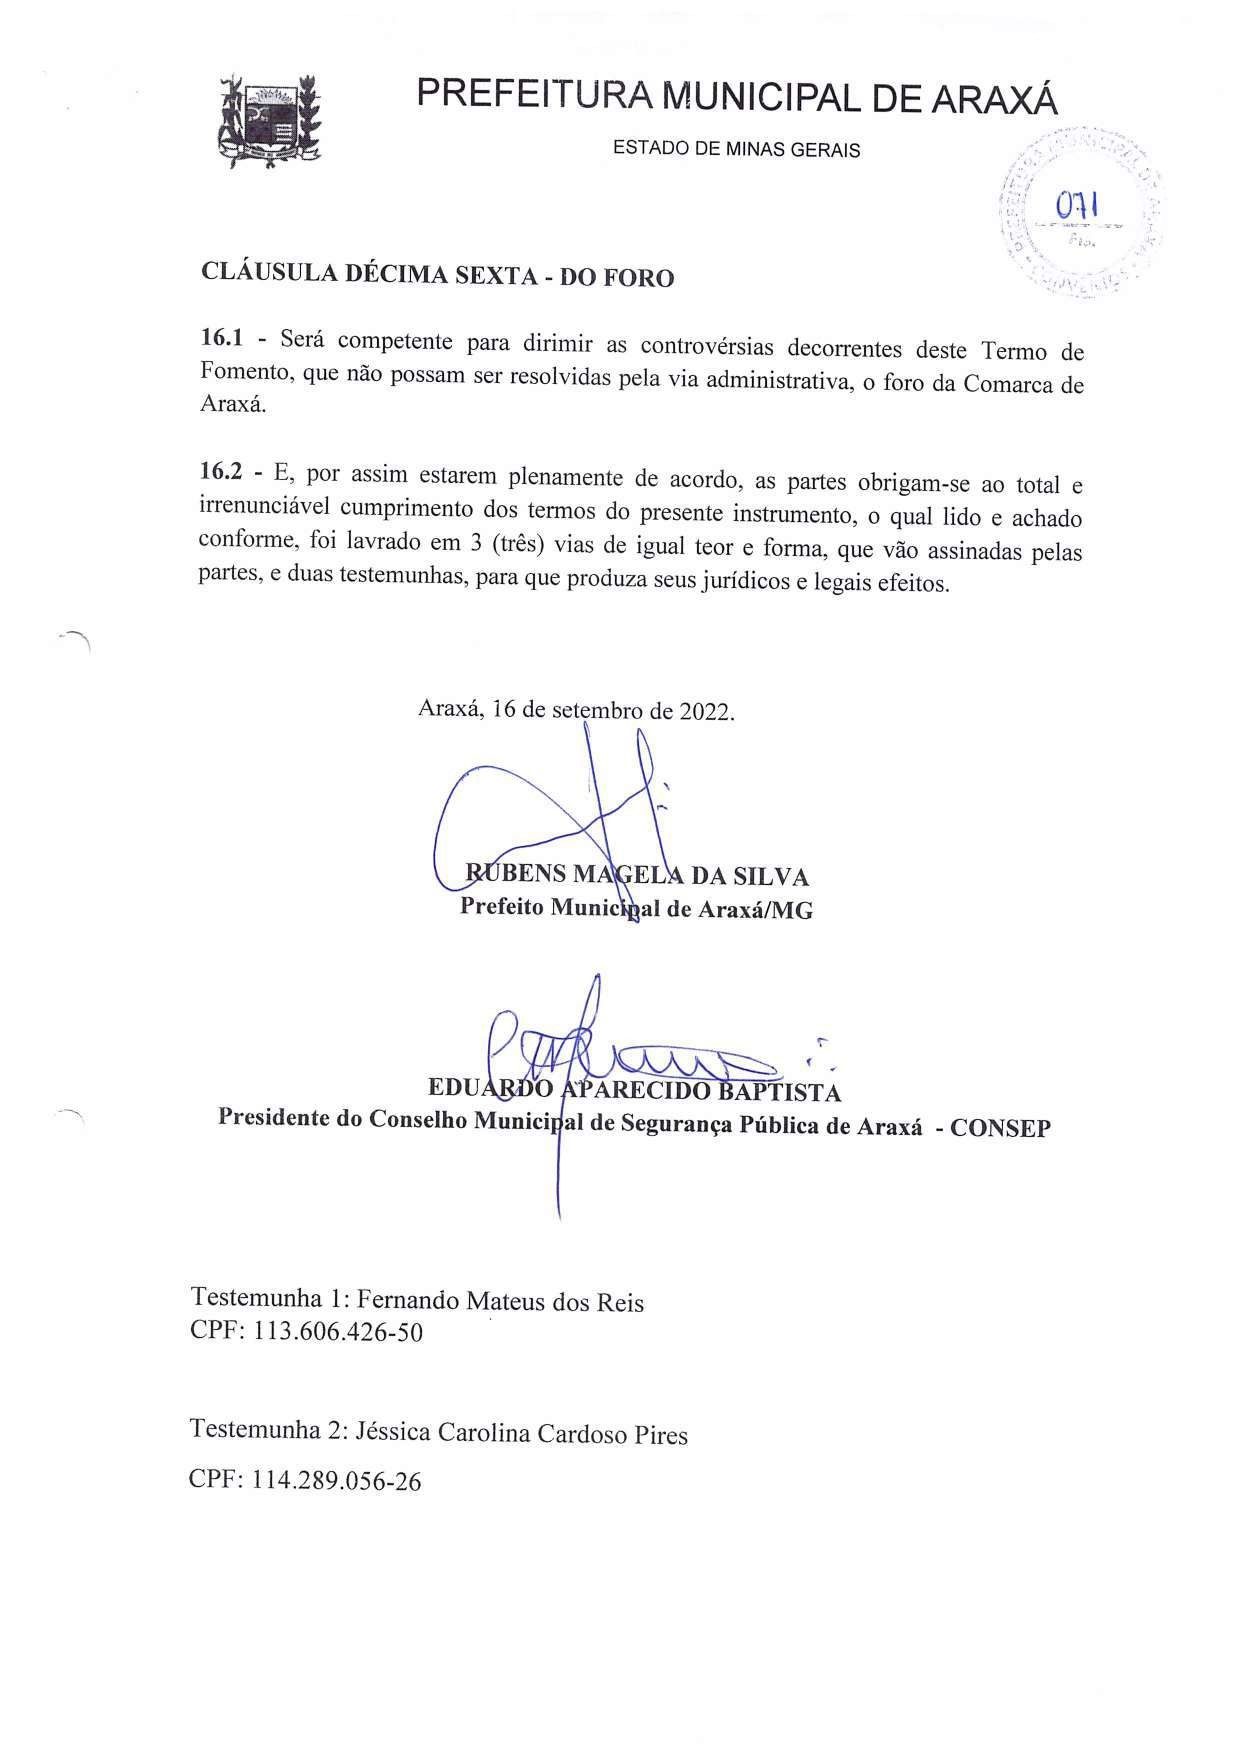 PREFEITURA MUNICIPAL DE ARAXÁ
ESTADO DE MINAS GERAIS
PREFEITURA MUNICIPAL DE ARAXÁ
071
Fls.
CONVÊNIOS
CLÁUSULA DÉCIMA SEXTA - DO FORO
16.1 - Será competente para dirimir as controvérsias decorrentes deste Termo de
Fomento, que não possam ser resolvidas pela via administrativa, o foro da Comarca de
Araxá.
16.2 - E, por assim estarem plenamente de acordo, as partes obrigam-se ao total e
irrenunciável cumprimento dos termos do presente instrumento, o qual lido e achado
conforme, foi lavrado em 3 (três) vias de igual teor e forma, que vão assinadas pelas
partes, e duas testemunhas, para que produza seus jurídicos e legais efeitos.
Araxá, 16 de setembro de 2022.
RUBENS MAGELA DA SILVA
Prefeito Municipal de Araxá/MG
EDUARDO APARECIDO BAPTISTA
Presidente do Conselho Municipal de Segurança Pública de Araxá - CONSEP
Testemunha 1: Fernando Mateus dos Reis
CPF: 113.606.426-50
Testemunha 2: Jéssica Carolina Cardoso Pires
CPF: 114.289.056-26